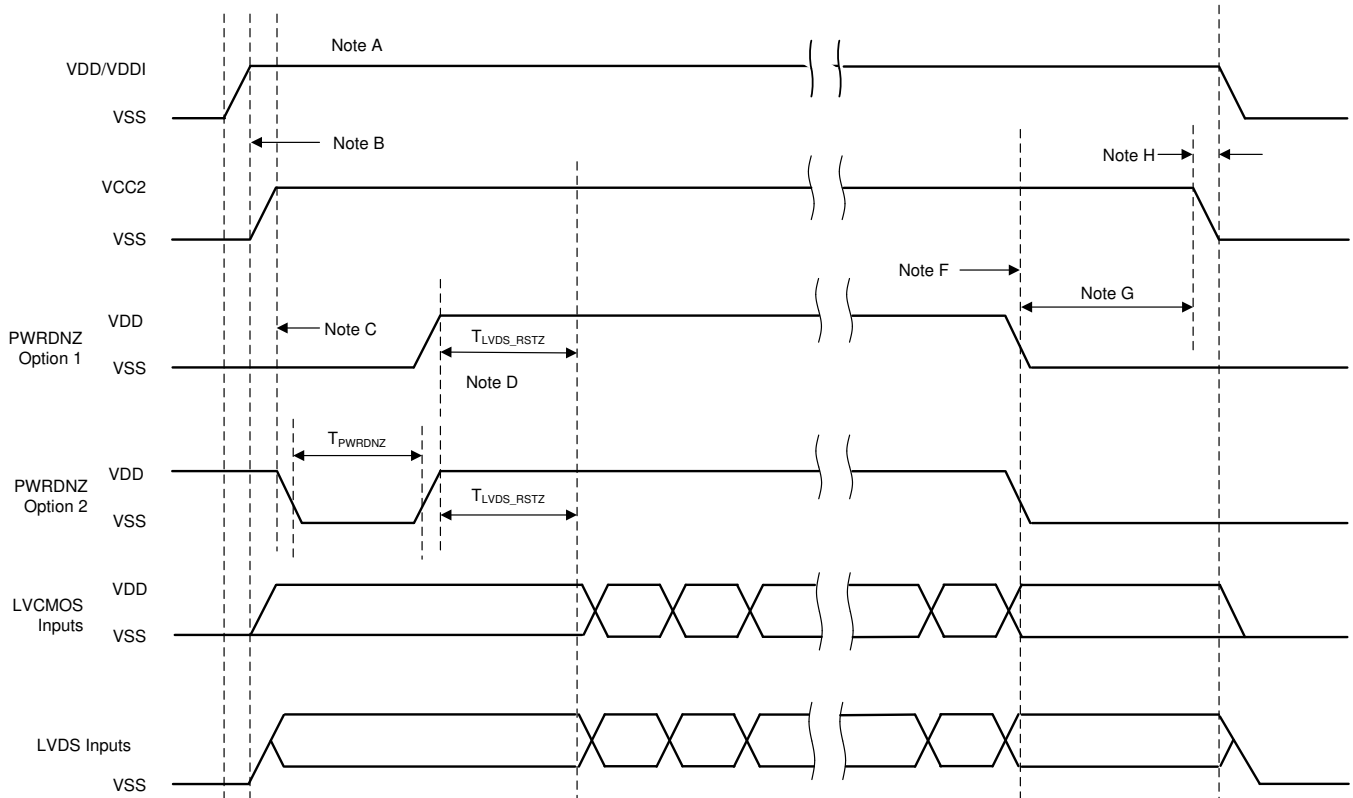 Note A
VDD/VDDI
VSS
Note B
Note H
VCC2
VSS
Note F
Note G
VDD
PWRDNZ
Option 1
Note C
TLVDS_RSTZ
VSS
Note D
TPWRDNZ
VDD
PWRDNZ
Option 2
TLVDS_RSTZ
VSS
VDD
LVCMOS
Inputs
VSS
LVDS Inputs
VSS